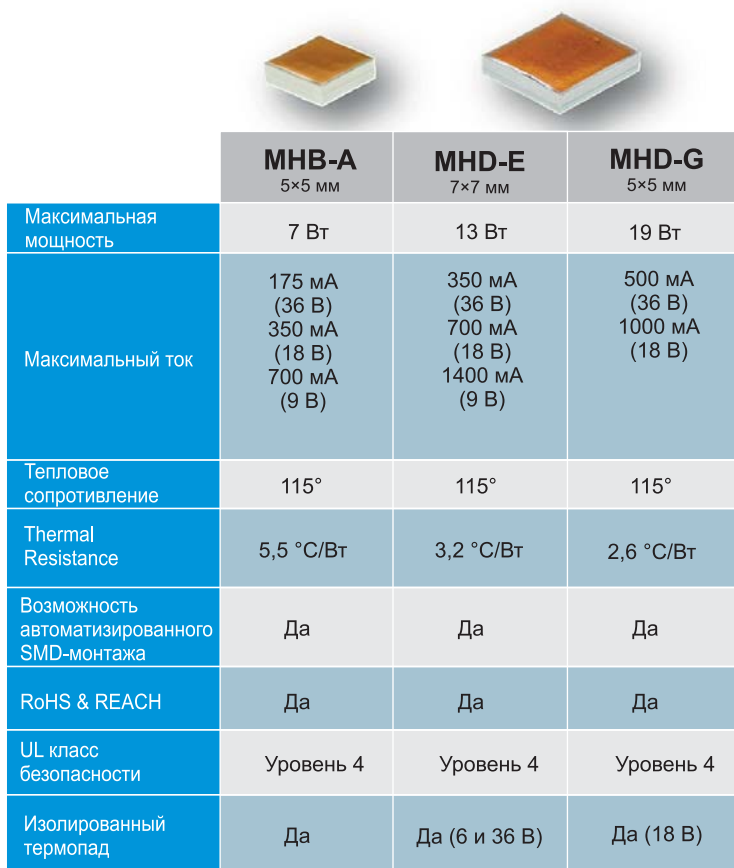 MHB-A
5×5 мм
MHD-E
7×7 мм
MHD-G
5×5 мм
Максимальная
мощность
7 Вт
13 Вт
19 Вт
Максимальный ток
175 мА
(36 В)
350 мА
(18 В)
700 мА
(9 В)
350 мА
(36 В)
700 мА
(18 В)
1400 мА
(9 В)
500 мА
(36 В)
1000 мА
(18 В)
Тепловое
сопротивление
115°
115°
115°
Thermal
Resistance
5,5 °С/Вт
3,2 °С/Вт
2,6 °С/Вт
Возможность
автоматизированного
SMD-монтажа
Да
Да
Да
RoHS & REACH
Да
Да
Да
UL класс
безопасности
Уровень 4
Уровень 4
Уровень 4
Изолированный
термопад
Да
Да (6 и 36 В)
Да (18 В)